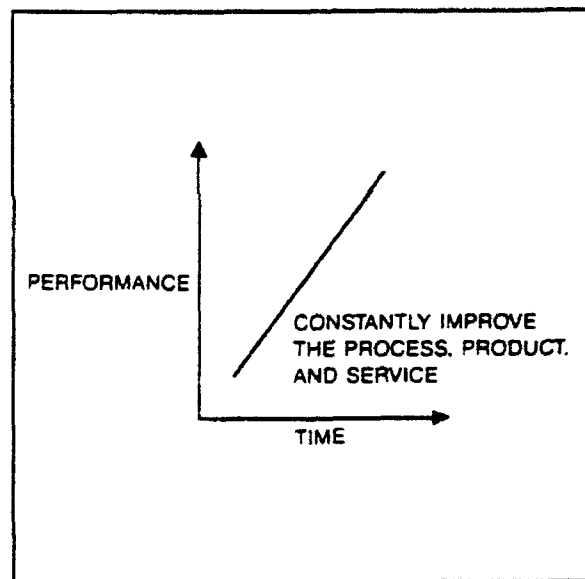 PERFORMANCE
CONSTANTLY IMPROVE
THE PROCESS, PRODUCT,
AND SERVICE
TIME